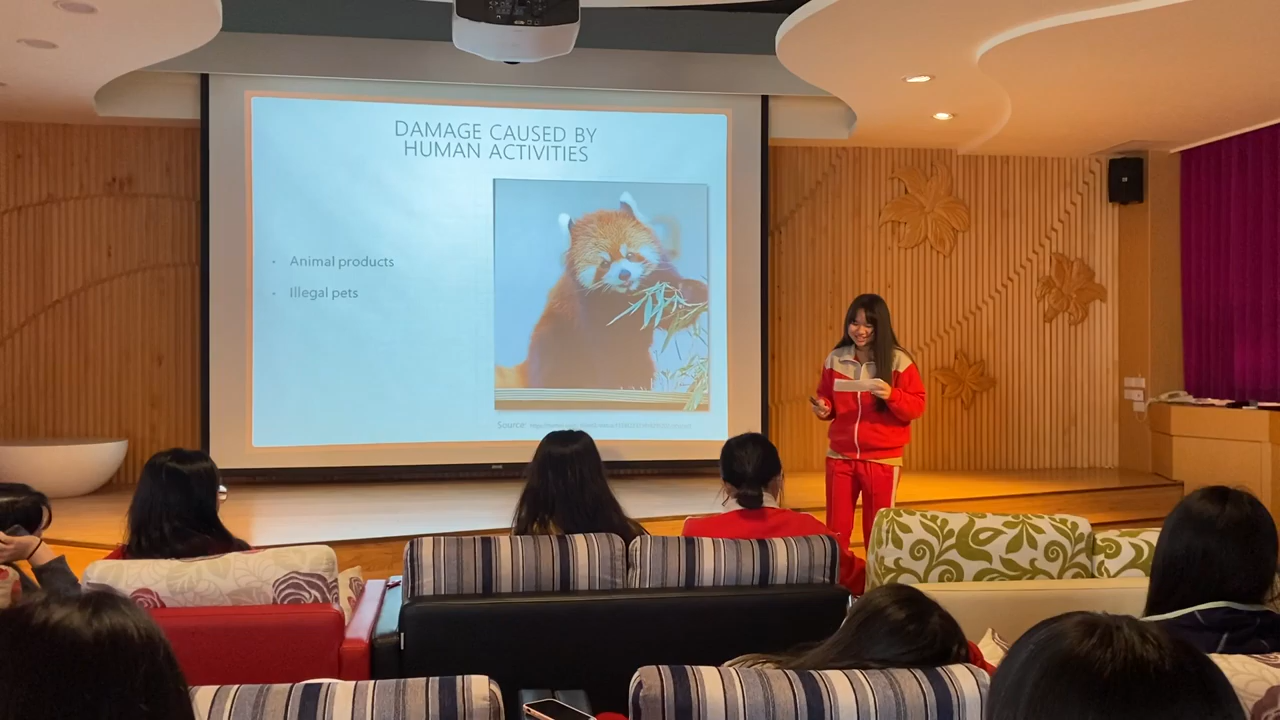 DAMAGE CAUSED BY
HUMAN ACTIVITIES
- Animal products
- Illegal pets
Source: